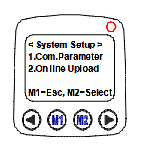 < System Setup >
1.Com.Parameter
2.Online Upload
M1=Esc, M2=Select
M1 M2